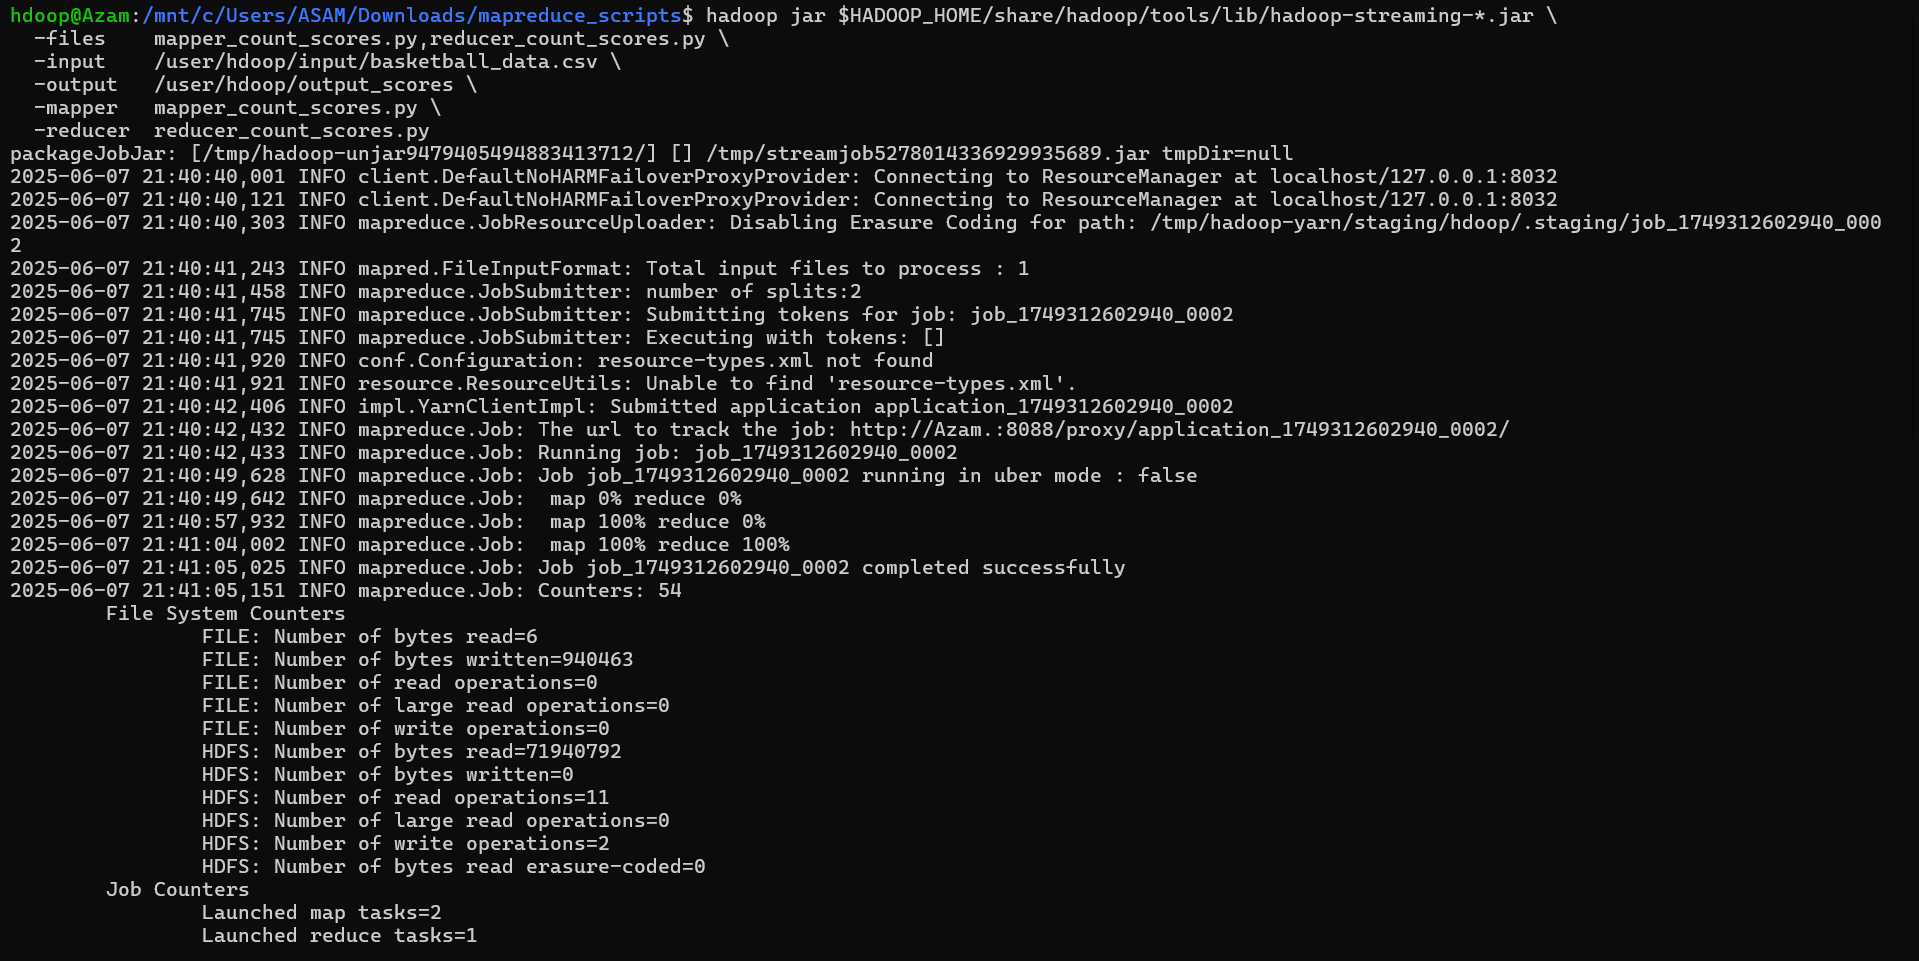 hdoop@Azam:/mnt/c/Users/ASAM/Downloads/mapreduce_scripts$ hadoop jar $HADOOP_HOME/share/hadoop/tools/lib/hadoop-streaming-*.jar \
  -files    mapper_count_scores.py,reducer_count_scores.py \
  -input    /user/hdoop/input/basketball_data.csv \
  -output   /user/hdoop/output_scores \
  -mapper   mapper_count_scores.py \
  -reducer  reducer_count_scores.py
packageJobJar: [/tmp/hadoop-unjar9479405494883413712/] [] /tmp/streamjob5278014336929935689.jar tmpDir=null
2025-06-07 21:40:40,001 INFO client.DefaultNoHARMFailoverProxyProvider: Connecting to ResourceManager at localhost/127.0.0.1:8032
2025-06-07 21:40:40,121 INFO client.DefaultNoHARMFailoverProxyProvider: Connecting to ResourceManager at localhost/127.0.0.1:8032
2025-06-07 21:40:40,303 INFO mapreduce.JobResourceUploader: Disabling Erasure Coding for path: /tmp/hadoop-yarn/staging/hdoop/.staging/job_1749312602940_000
2
2025-06-07 21:40:41,243 INFO mapred.FileInputFormat: Total input files to process : 1
2025-06-07 21:40:41,458 INFO mapreduce.JobSubmitter: number of splits:2
2025-06-07 21:40:41,745 INFO mapreduce.JobSubmitter: Submitting tokens for job: job_1749312602940_0002
2025-06-07 21:40:41,745 INFO mapreduce.JobSubmitter: Executing with tokens: []
2025-06-07 21:40:41,920 INFO conf.Configuration: resource-types.xml not found
2025-06-07 21:40:41,921 INFO resource.ResourceUtils: Unable to find 'resource-types.xml'.
2025-06-07 21:40:42,406 INFO impl.YarnClientImpl: Submitted application application_1749312602940_0002
2025-06-07 21:40:42,432 INFO mapreduce.Job: The url to track the job: http://Azam.:8088/proxy/application_1749312602940_0002/
2025-06-07 21:40:42,433 INFO mapreduce.Job: Running job: job_1749312602940_0002
2025-06-07 21:40:49,628 INFO mapreduce.Job: Job job_1749312602940_0002 running in uber mode : false
2025-06-07 21:40:49,642 INFO mapreduce.Job:  map 0% reduce 0%
2025-06-07 21:40:57,932 INFO mapreduce.Job:  map 100% reduce 0%
2025-06-07 21:41:04,002 INFO mapreduce.Job:  map 100% reduce 100%
2025-06-07 21:41:05,025 INFO mapreduce.Job: Job job_1749312602940_0002 completed successfully
2025-06-07 21:41:05,151 INFO mapreduce.Job: Counters: 54
        File System Counters
                FILE: Number of bytes read=6
                FILE: Number of bytes written=940463
                FILE: Number of read operations=0
                FILE: Number of large read operations=0
                FILE: Number of write operations=0
                HDFS: Number of bytes read=71940792
                HDFS: Number of bytes written=0
                HDFS: Number of read operations=11
                HDFS: Number of large read operations=0
                HDFS: Number of write operations=2
                HDFS: Number of bytes read erasure-coded=0
        Job Counters
                Launched map tasks=2
                Launched reduce tasks=1